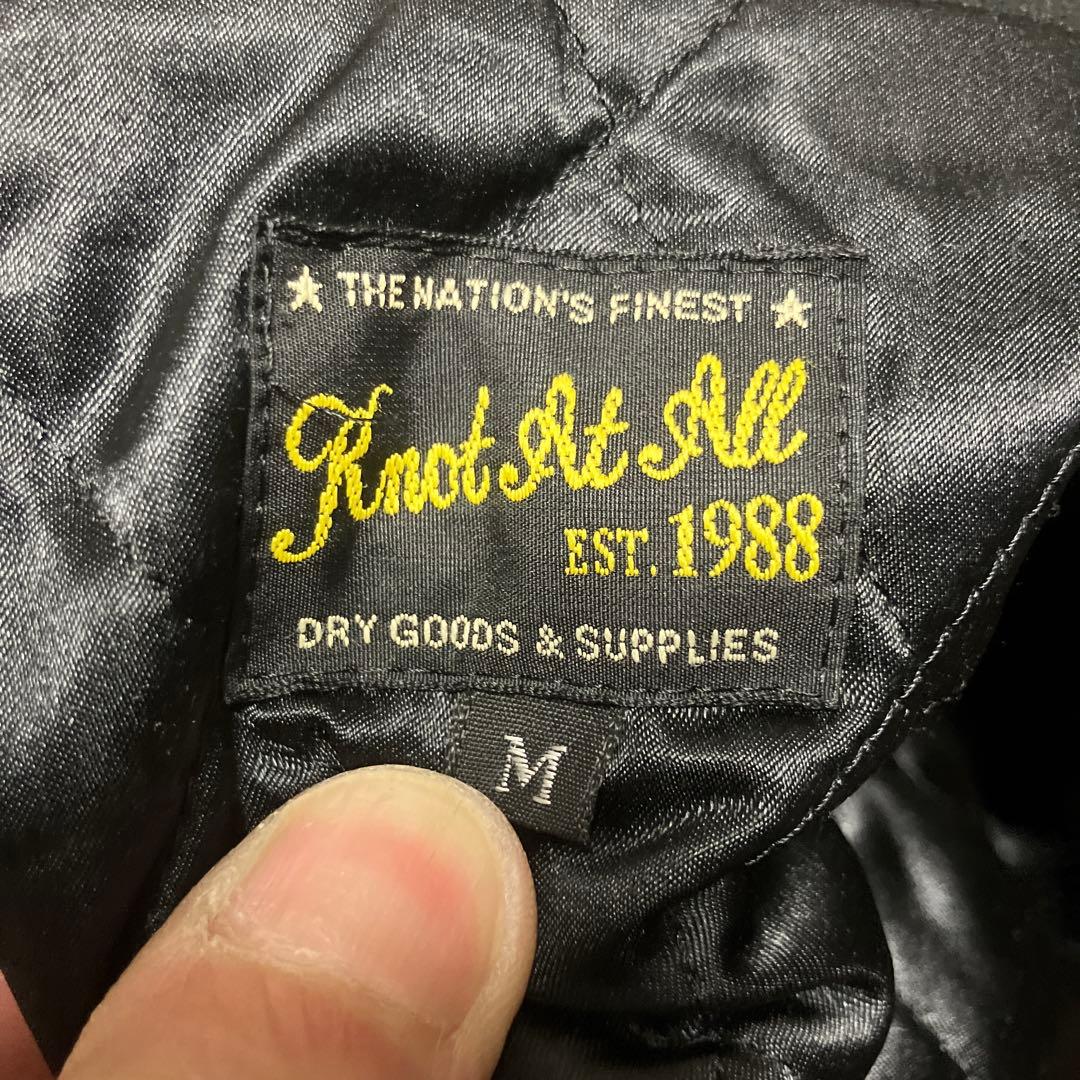 ★ THE NATION'S FINEST ★
Knot At All
EST. 1988
DRY GOODS & SUPPLIES
M